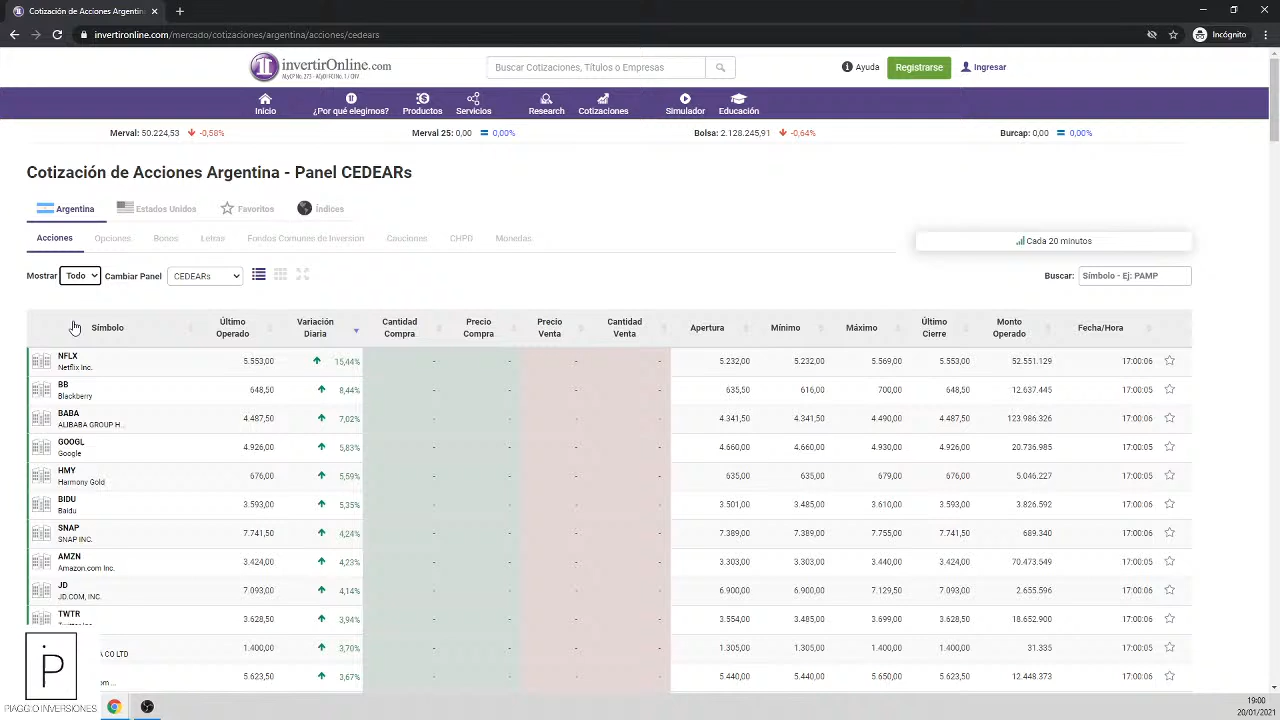 Cotización de Acciones Argentina
invertironline.com/mercado/cotizaciones/argentina/acciones/cedears
Incógnito
invertirOnline.com
Buscar Cotizaciones, Títulos o Empresas
Ayuda
Registrarse
Ingresar
Inicio
¿Por qué elegirnos?
Productos
Servicios
Research
Cotizaciones
Simulador
Educación
Merval: 50.224,53 -0,58%
Merval 25: 0,00 0,00%
Bolsa: 2.128.245,91 -0,64%
Burcap: 0,00 0,00%
Cotización de Acciones Argentina - Panel CEDEARs
Argentina Estados Unidos Favoritos Índices
Acciones Opciones Bonos Letras Fondos Comunes de Inversion Cauciones CHPD Monedas
Cada 20 minutos
Mostrar Todo Cambiar Panel CEDEARs
Buscar: Símbolo - Ej: PAMP
Símbolo Último Operado Variación Diaria Cantidad Compra Precio Compra Precio Venta Cantidad Venta Apertura Mínimo Máximo Último Cierre Monto Operado Fecha/Hora
NFLX
Netflix Inc.
5.553,00 15,44% - - - - 5.232,00 5.232,00 5.569,00 5.553,00 52.551.129 17:00:06
BB
Blackberry
648,50 8,44% - - - - 635,50 616,00 700,00 648,50 12.637.445 17:00:05
BABA
ALIBABA GROUP H...
4.487,50 7,02% - - - - 4.341,50 4.341,50 4.490,00 4.487,50 123.986.326 17:00:06
GOOGL
Google
4.926,00 5,83% - - - - 4.660,00 4.660,00 4.930,00 4.926,00 20.736.985 17:00:05
HMY
Harmony Gold
676,00 5,59% - - - - 635,00 635,00 679,00 676,00 5.046.227 17:00:05
BIDU
Baidu
3.593,00 5,35% - - - - 3.501,00 3.485,00 3.610,00 3.593,00 3.826.592 17:00:06
SNAP
SNAP INC.
7.741,50 4,24% - - - - 7.389,00 7.389,00 7.755,00 7.741,50 689.340 17:00:06
AMZN
Amazon.com Inc.
3.424,00 4,23% - - - - 3.303,00 3.303,00 3.440,00 3.424,00 70.473.549 17:00:06
JD
JD.COM, INC.
7.093,00 4,14% - - - - 6.900,00 6.900,00 7.129,50 7.093,00 2.655.596 17:00:06
TWTR
3.628,50 3,94% - - - - 3.554,00 3.485,00 3.699,00 3.628,50 18.652.900 17:00:06
A CO LTD
1.400,00 3,70% - - - - 1.305,00 1.305,00 1.400,00 1.400,00 31.335 17:00:05
om ...
5.623,50 3,67% - - - - 5.440,00 5.440,00 5.650,00 5.623,50 12.448.373 17:00:06
iP
PIAGGIO INVERSIONES
19:00
20/01/2021